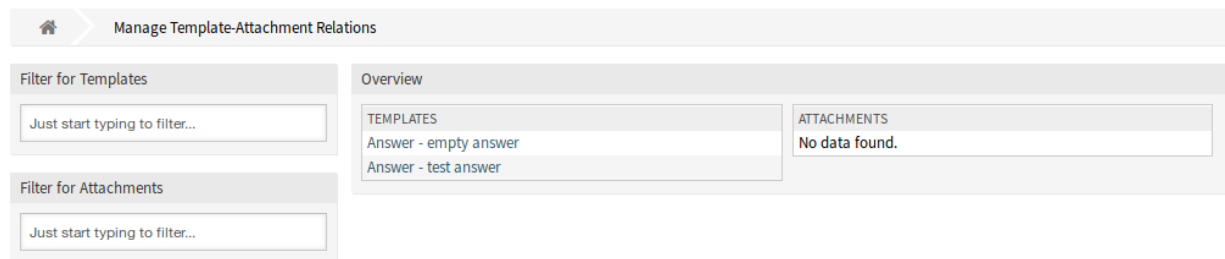 Manage Template-Attachment Relations
Filter for Templates
Just start typing to filter...
Filter for Attachments
Just start typing to filter...
Overview
TEMPLATES
Answer - empty answer
Answer - test answer
ATTACHMENTS
No data found.